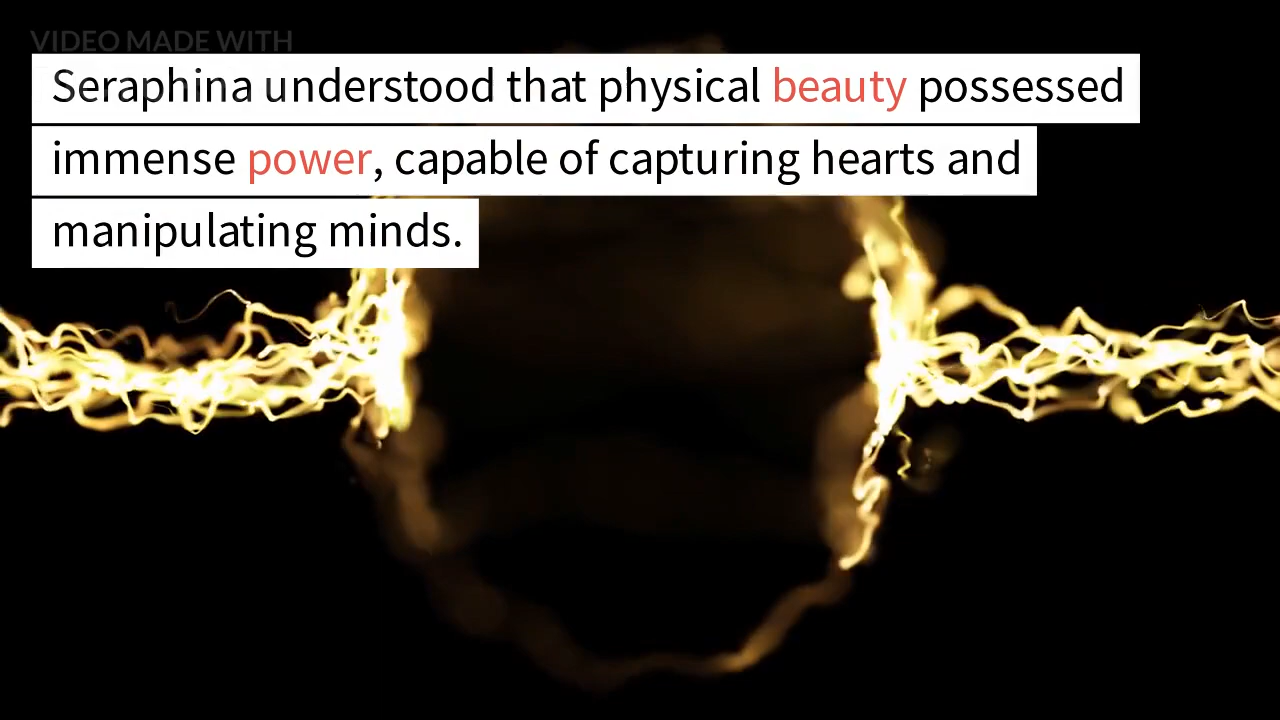 VIDEO MADE WITH
Seraphina understood that physical beauty possessed
immense power, capable of capturing hearts and
manipulating minds.